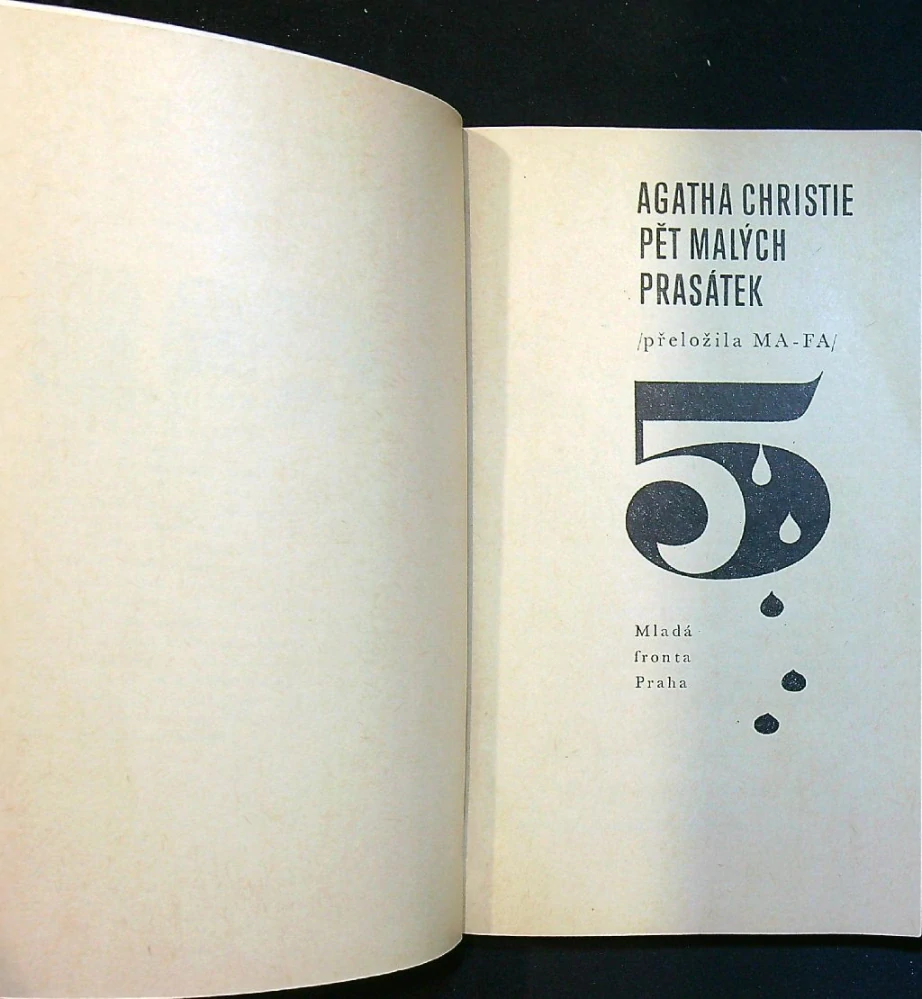 AGATHA CHRISTIE
PĚT MALÝCH
PRASÁTEK
/přeložila MA-FA/
5
Mladá
fronta
Praha